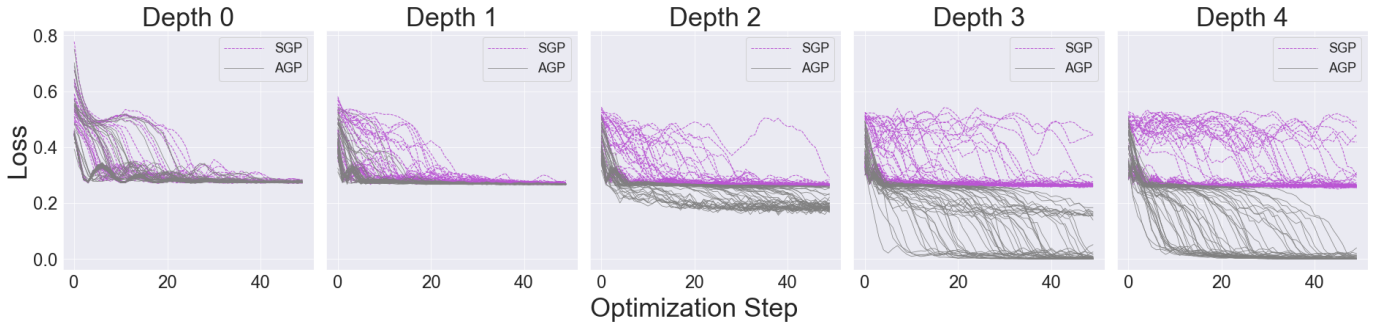 Depth 0
Depth 1
Depth 2
Depth 3
Depth 4
SGP
AGP
SGP
AGP
SGP
AGP
SGP
AGP
SGP
AGP
Loss
0.8
0.6
0.4
0.2
0.0
0 20 40
0 20 40
0 20 40
0 20 40
0 20 40
Optimization Step